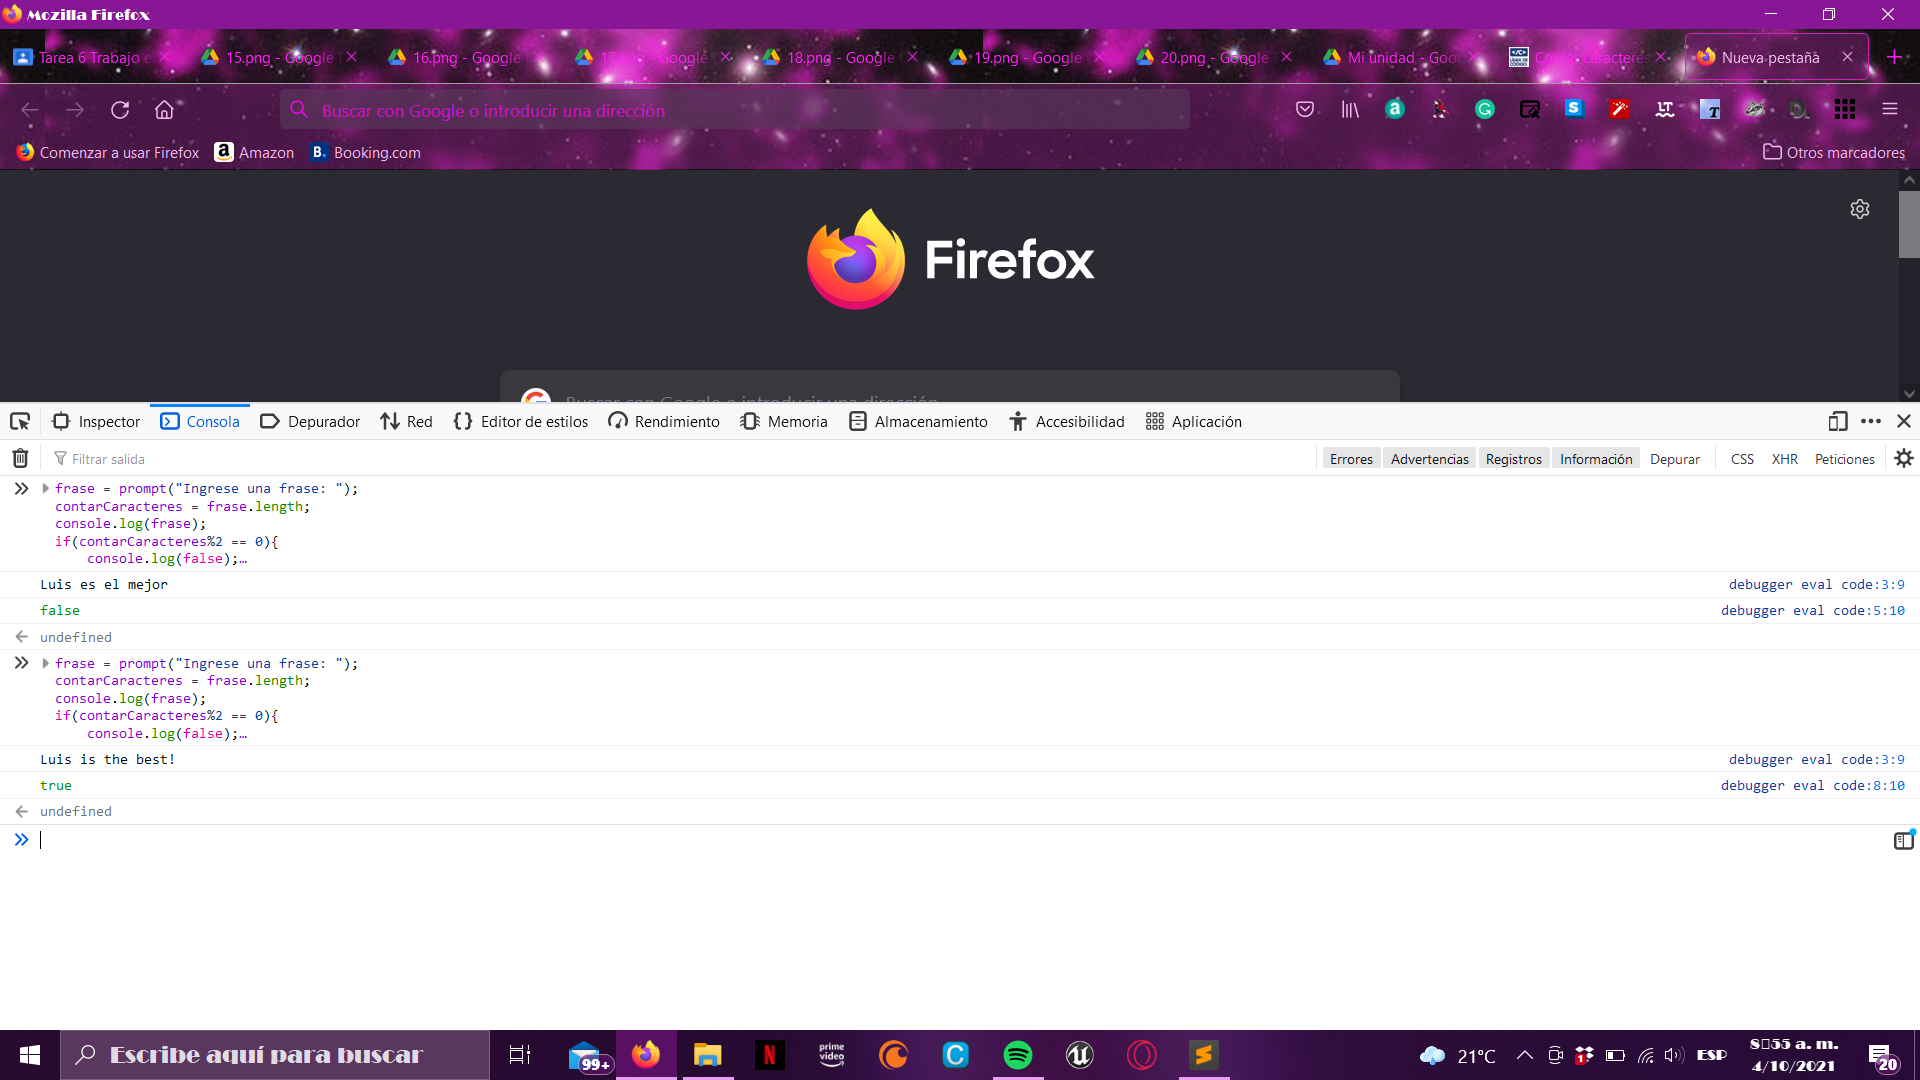 Mozilla Firefox
Tarea 6 Trabajo e
15.png - Google
16.png - Google
17.png - Google
18.png - Google
19.png - Google
20.png - Google
Mi unidad - Goo
Contar caracteres
Nueva pestaña
Buscar con Google o introducir una dirección
Comenzar a usar Firefox
Amazon
Booking.com
Otros marcadores
Firefox
Buscar con Google o introducir una dirección
Inspector
Consola
Depurador
Red
Editor de estilos
Rendimiento
Memoria
Almacenamiento
Accesibilidad
Aplicación
Filtrar salida
Errores
Advertencias
Registros
Información
Depurar
CSS
XHR
Peticiones
frase = prompt("Ingrese una frase: ");
contarCaracteres = frase.length;
console.log(frase);
if(contarCaracteres%2 == 0){
console.log(false);…
Luis es el mejor
debugger eval code:3:9
false
debugger eval code:5:10
undefined
frase = prompt("Ingrese una frase: ");
contarCaracteres = frase.length;
console.log(frase);
if(contarCaracteres%2 == 0){
console.log(false);…
Luis is the best!
debugger eval code:3:9
true
debugger eval code:8:10
undefined
Escribe aquí para buscar
99+
prime video
21°C
ESP
8▯55 a. m.
4/10/2021
20